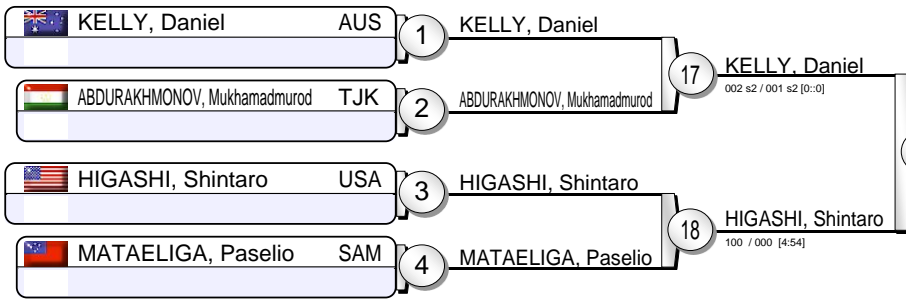 KELLY, Daniel AUS
1
KELLY, Daniel
ABDURAKHMONOV, Mukhamadmurod TJK
2
ABDURAKHMONOV, Mukhamadmurod
17
KELLY, Daniel
002 s2 / 001 s2 [0::0]
HIGASHI, Shintaro USA
3
HIGASHI, Shintaro
MATAELIGA, Paselio SAM
4
MATAELIGA, Paselio
18
HIGASHI, Shintaro
100 / 000 [4:54]